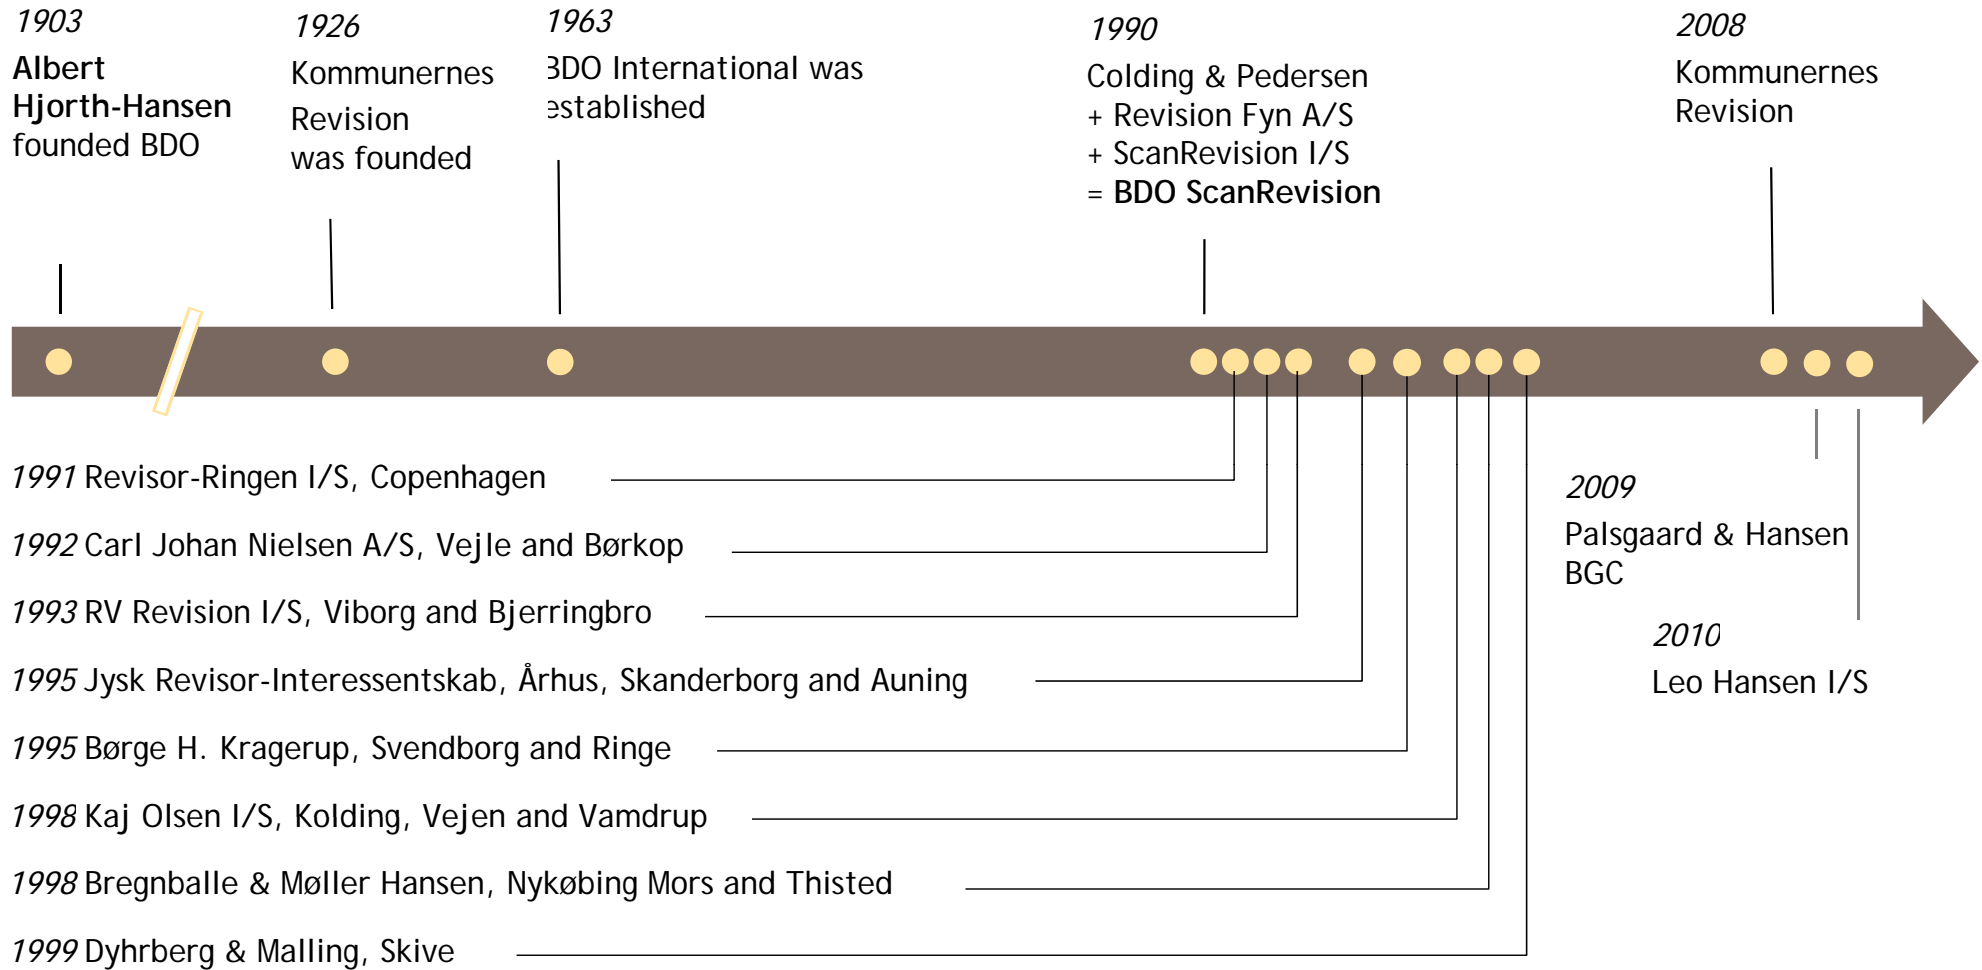 1903
Albert
Hjorth-Hansen
founded BDO
1926
Kommunernes
Revision
was founded
1963
BDO International was
established
1990
Colding & Pedersen
+ Revision Fyn A/S
+ ScanRevision I/S
= BDO ScanRevision
2008
Kommunernes
Revision
1991 Revisor-Ringen I/S, Copenhagen
1992 Carl Johan Nielsen A/S, Vejle and Børkop
1993 RV Revision I/S, Viborg and Bjerringbro
1995 Jysk Revisor-Interessentskab, Århus, Skanderborg and Auning
1995 Børge H. Kragerup, Svendborg and Ringe
1998 Kaj Olsen I/S, Kolding, Vejen and Vamdrup
1998 Bregnballe & Møller Hansen, Nykøbing Mors and Thisted
1999 Dyhrberg & Malling, Skive
2009
Palsgaard & Hansen
BGC
2010
Leo Hansen I/S